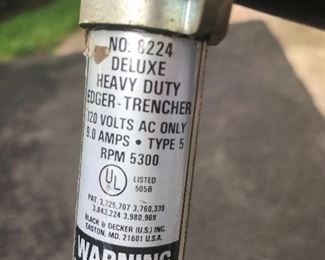 NO. 8224
DELUXE
HEAVY DUTY
EDGER-TRENCHER
120 VOLTS AC ONLY
9.0 AMPS • TYPE 5
RPM 5300
UL LISTED
505B
PAT. 3,725,707 3,760,339
3,843,224 3,980,909
BLACK & DECKER (U.S.) INC.
EASTON, MD. 21601 U.S.A.
WARNING